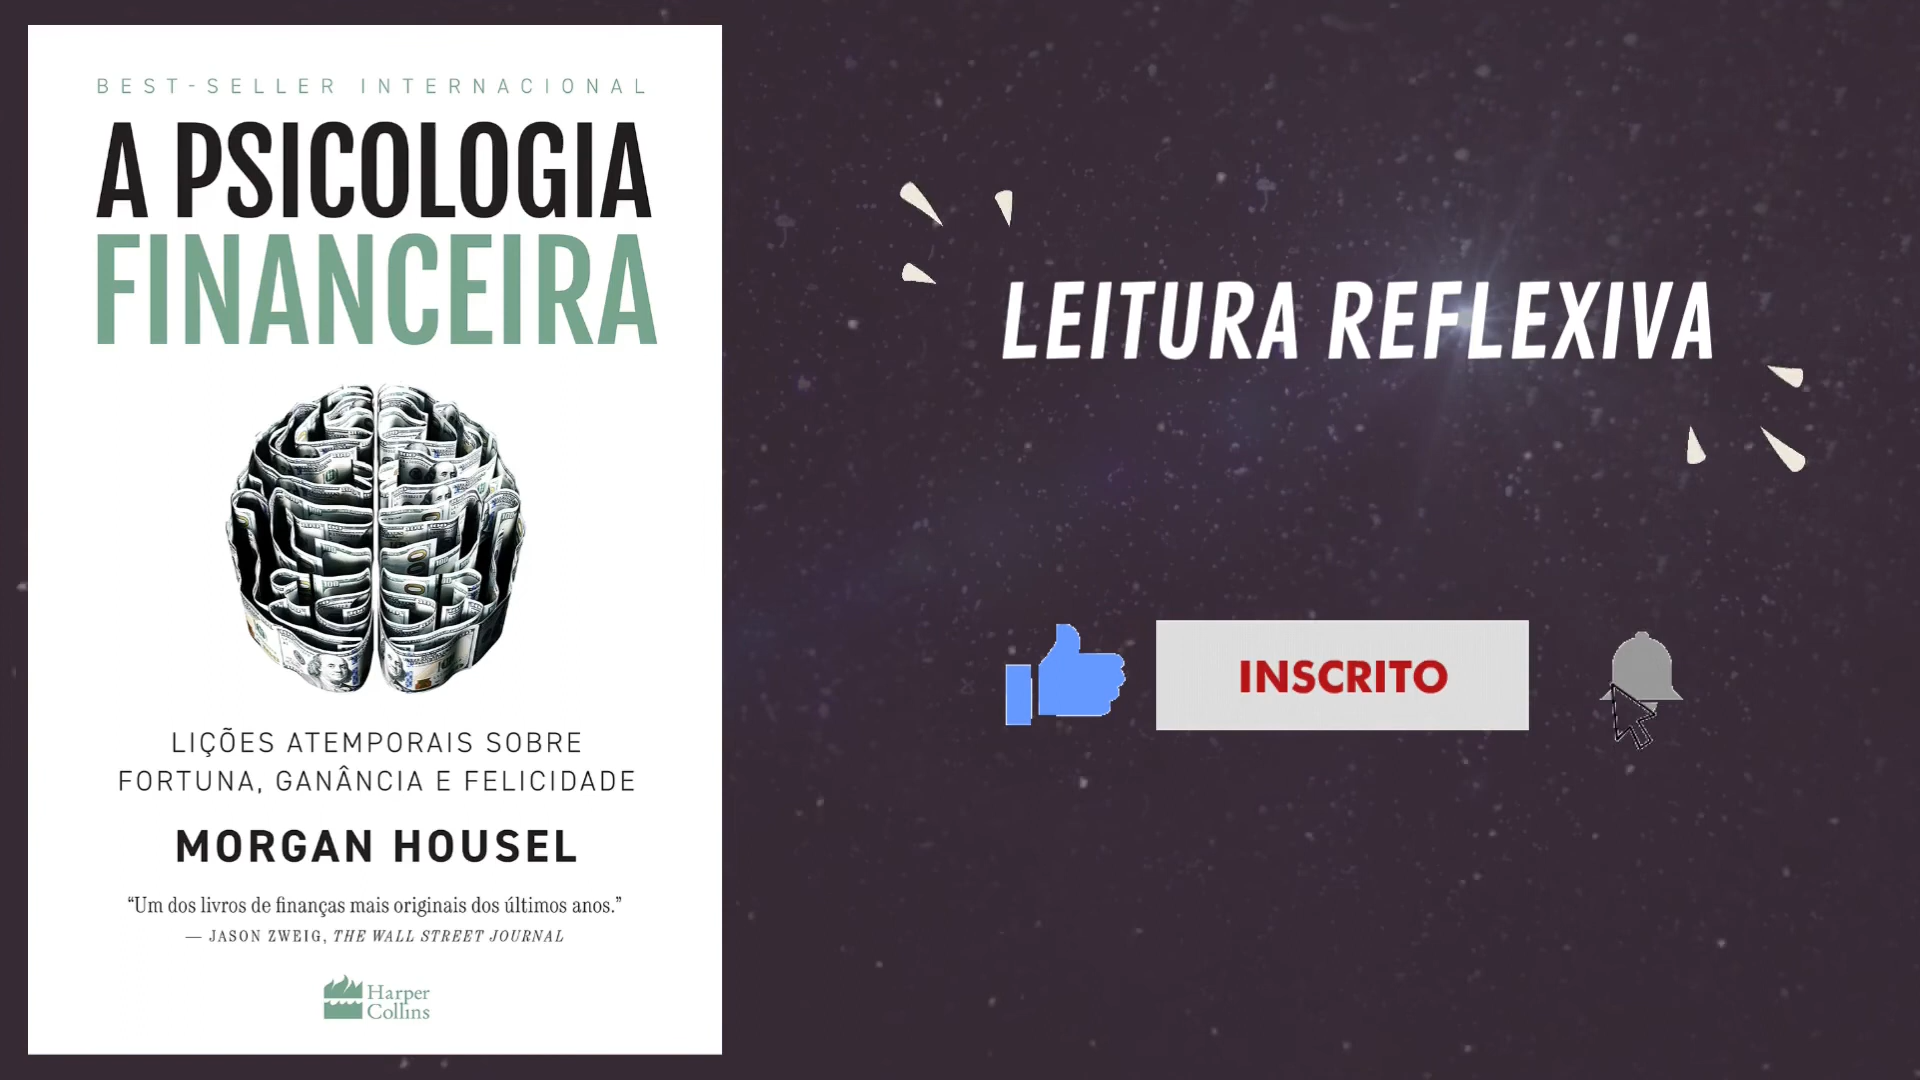 BEST-SELLER INTERNACIONAL
A PSICOLOGIA
FINANCEIRA
LIÇÕES ATEMPORAIS SOBRE
FORTUNA, GANÂNCIA E FELICIDADE
MORGAN HOUSEL
“Um dos livros de finanças mais originais dos últimos anos.”
— JASON ZWEIG, THE WALL STREET JOURNAL
Harper
Collins
LEITURA REFLEXIVA
INSCRITO